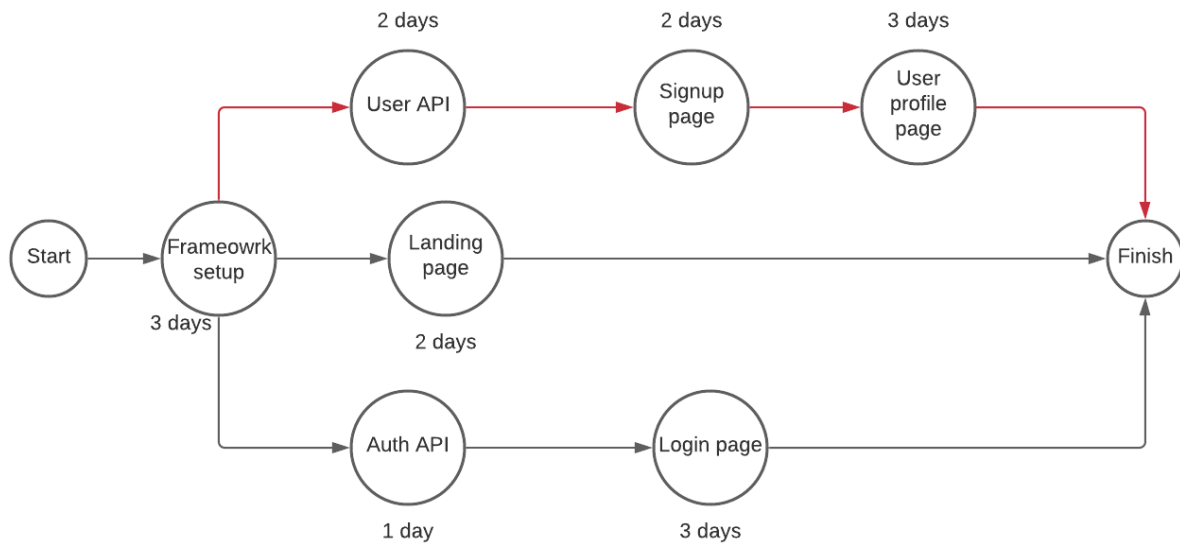 2 days
2 days
3 days
User API
Signup
page
User
profile
page
Start
Frameowrk
setup
3 days
Landing
page
2 days
Finish
Auth API
Login page
1 day
3 days